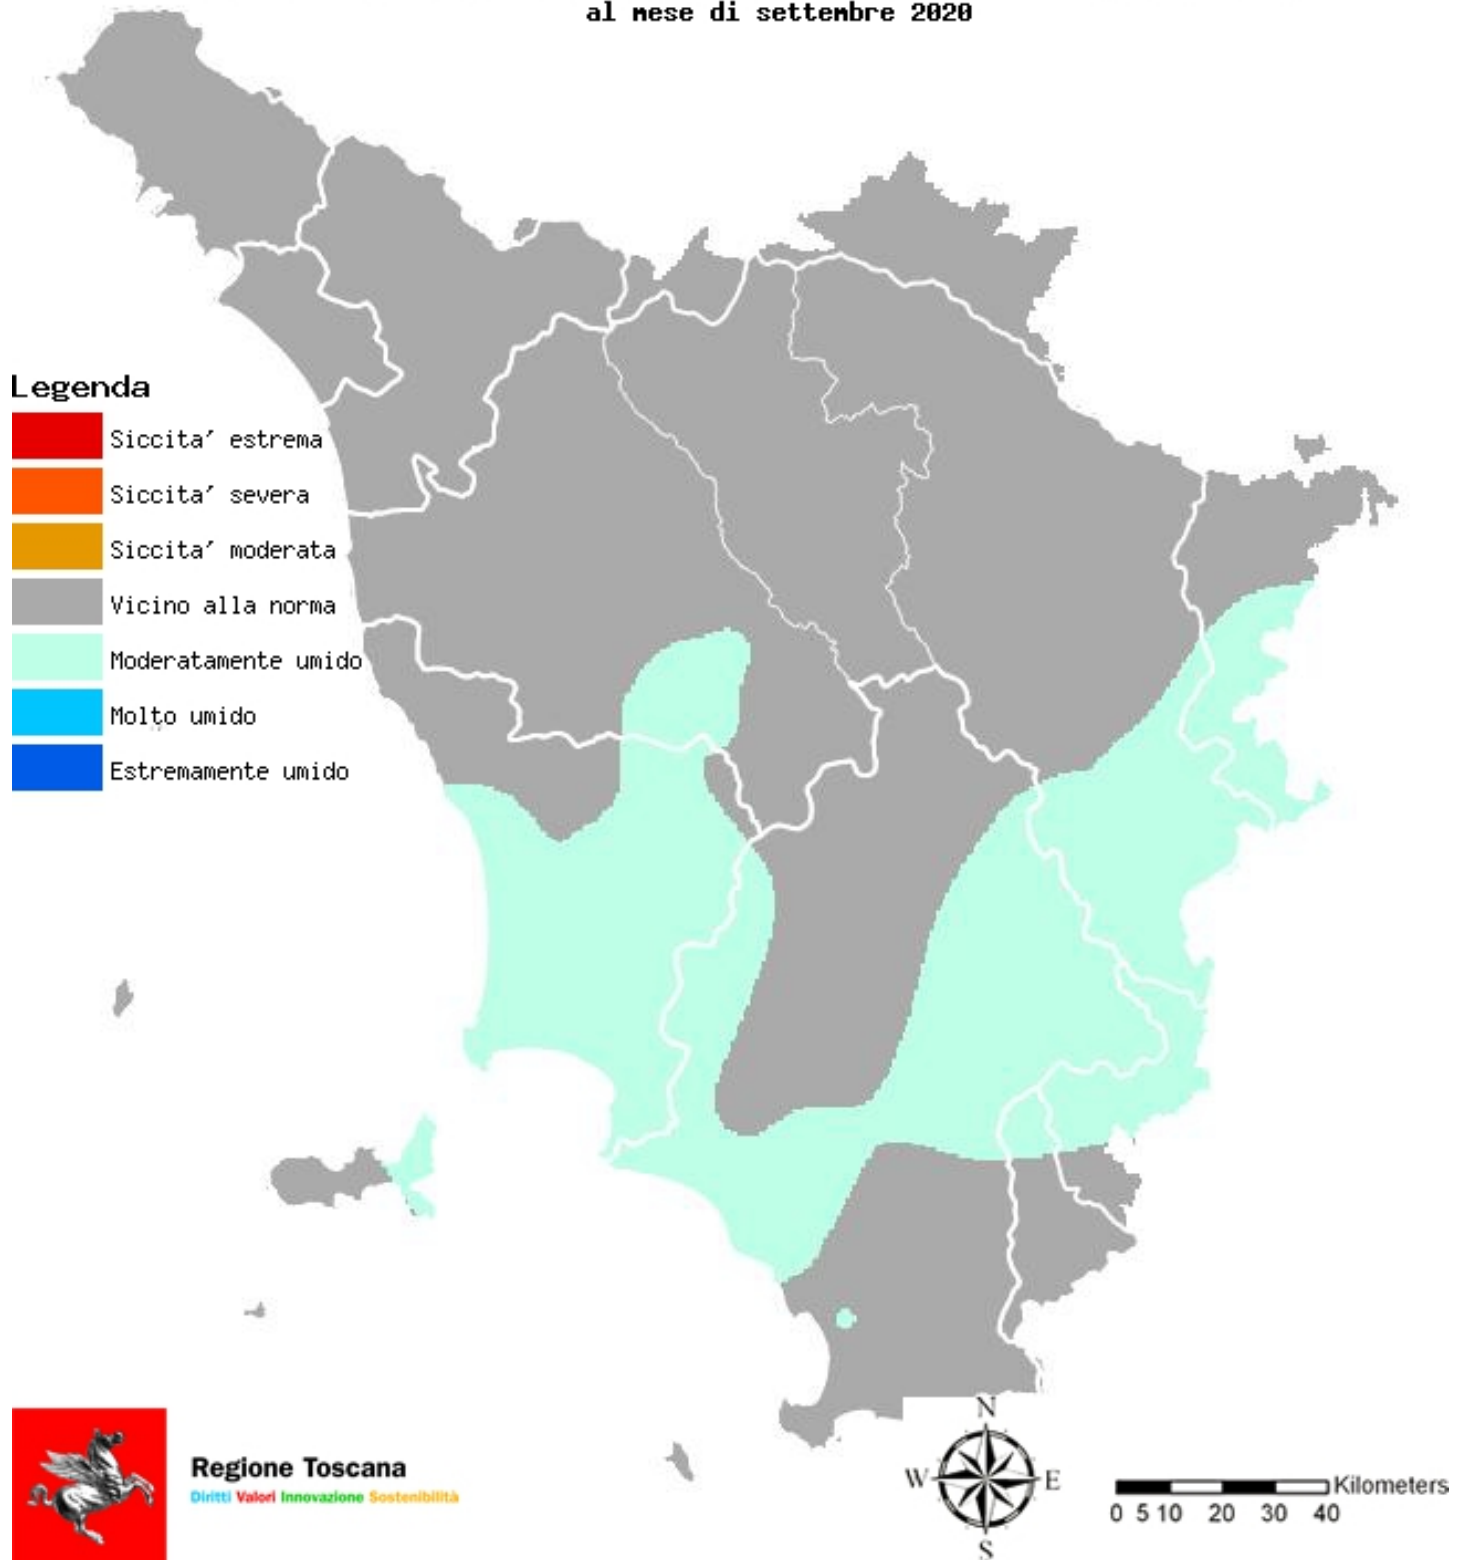 al mese di settembre 2020
Legenda
Siccita' estrema
Siccita' severa
Siccita' moderata
Vicino alla norma
Moderatamente umido
Molto umido
Estremamente umido
Regione Toscana
Diritti Valori Innovazione Sostenibilità
N
W E
S
Kilometers
0 5 10 20 30 40